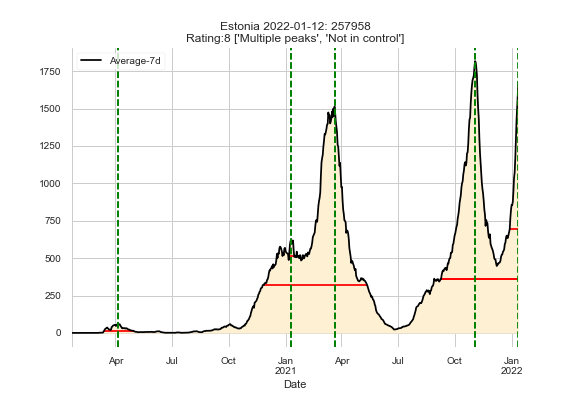 Estonia 2022-01-12: 257958
Rating:8 ['Multiple peaks', 'Not in control']
Average-7d
1750
1500
1250
1000
750
500
250
0
Apr Jul Oct Jan Apr Jul Oct Jan
2021 2022
Date